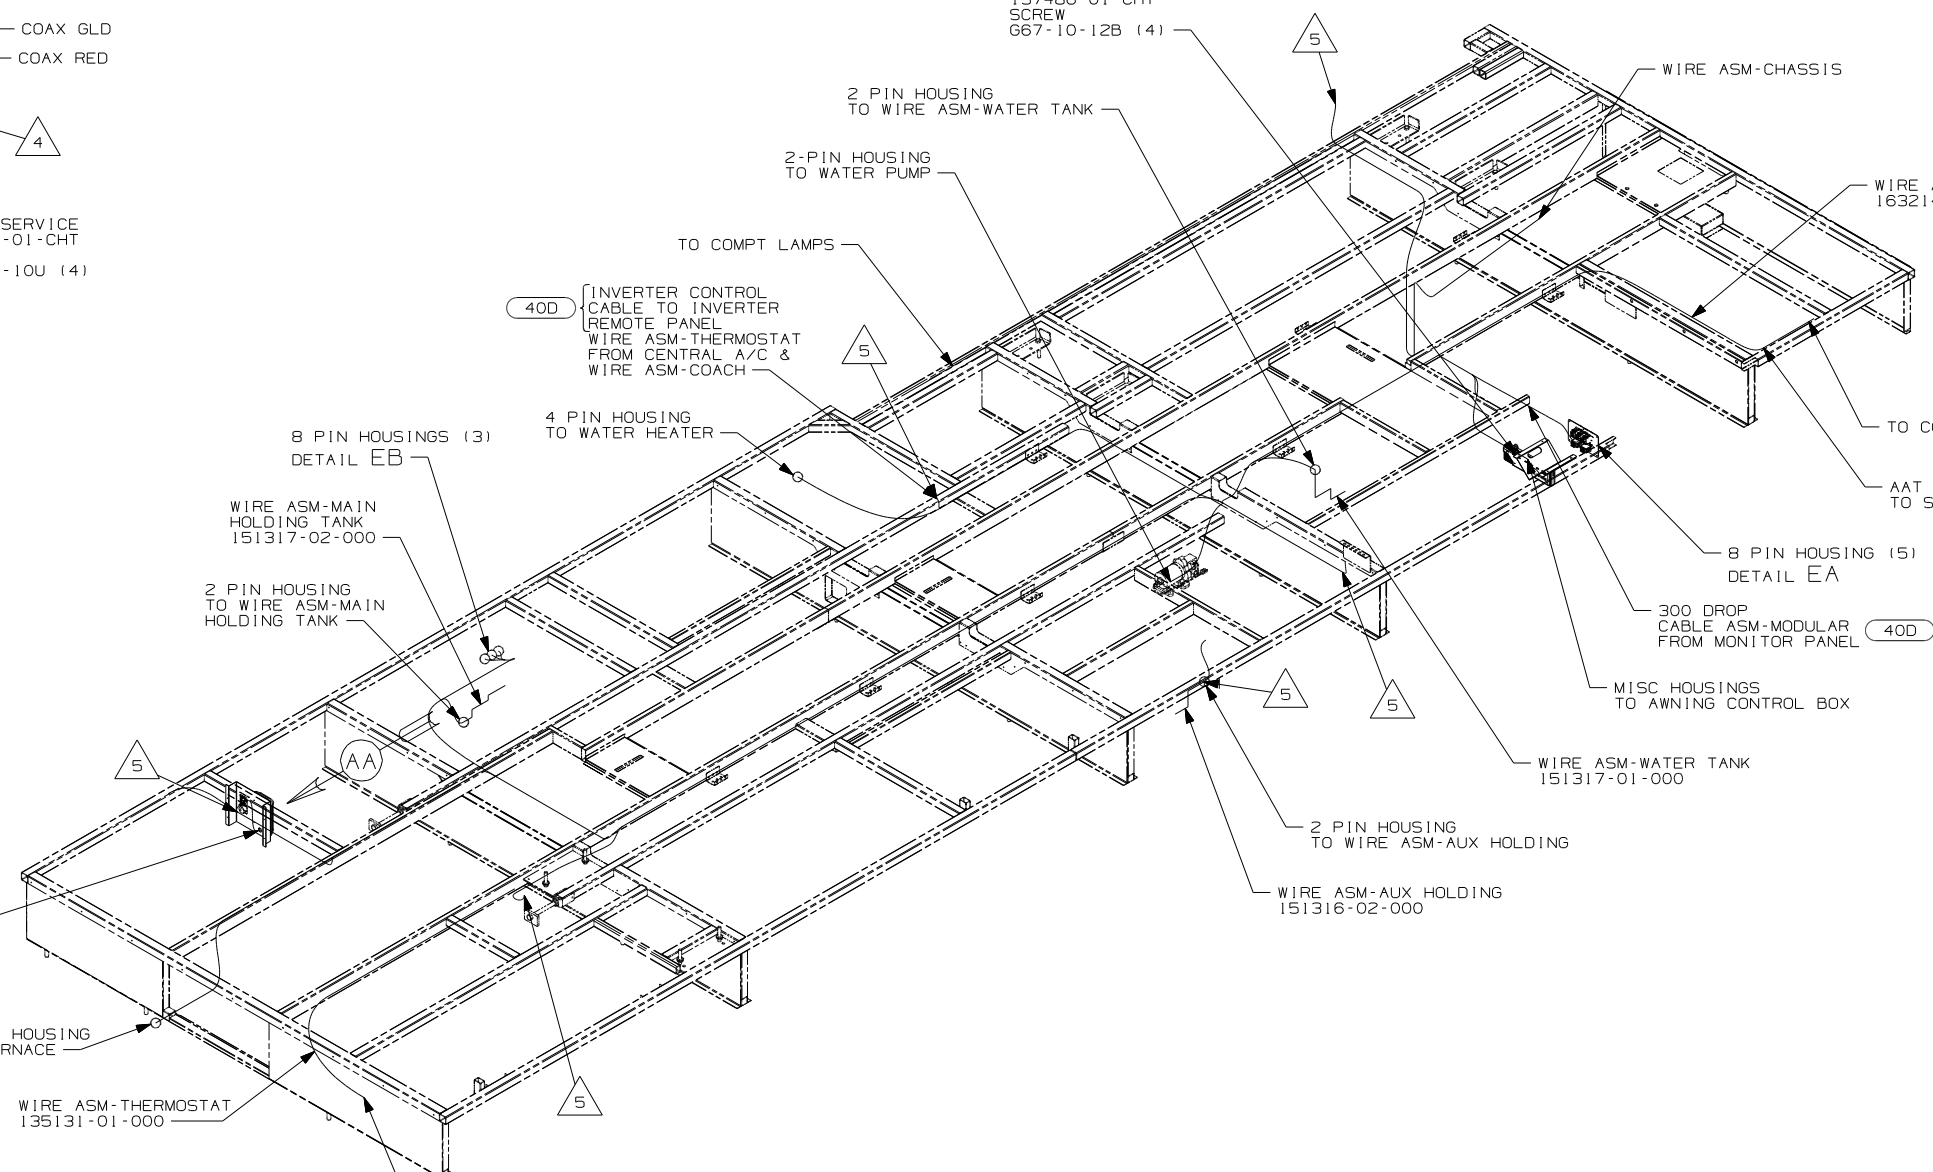 COAX GLD
COAX RED
4
SERVICE
-01-CHT
-10U (4)
SCREW
G67-10-12B (4)
5
WIRE ASM-CHASSIS
2 PIN HOUSING
TO WIRE ASM-WATER TANK
2-PIN HOUSING
TO WATER PUMP
WIRE
16321
TO COMPT LAMPS
40D
INVERTER CONTROL
CABLE TO INVERTER
REMOTE PANEL
WIRE ASM-THERMOSTAT
FROM CENTRAL A/C &
WIRE ASM-COACH
5
4 PIN HOUSING
TO WATER HEATER
8 PIN HOUSINGS (3)
DETAIL EB
WIRE ASM-MAIN
HOLDING TANK
151317-02-000
2 PIN HOUSING
TO WIRE ASM-MAIN
HOLDING TANK
TO C
AAT
TO S
8 PIN HOUSING (5)
DETAIL EA
300 DROP
CABLE ASM-MODULAR
FROM MONITOR PANEL
40D
MISC HOUSINGS
TO AWNING CONTROL BOX
5
5
5
AA
WIRE ASM-WATER TANK
151317-01-000
2 PIN HOUSING
TO WIRE ASM-AUX HOLDING
WIRE ASM-AUX HOLDING
151316-02-000
HOUSING
RNACE
WIRE ASM-THERMOSTAT
135131-01-000
5